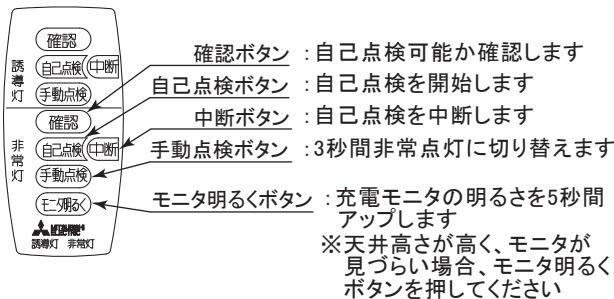 確認
誘導灯
自己点検 中断
手動点検
確認
非常灯
自己点検 中断
手動点検
モニタ明るく
誘導灯 非常灯
確認ボタン：自己点検可能か確認します
自己点検ボタン：自己点検を開始します
中断ボタン：自己点検を中断します
手動点検ボタン：3秒間非常点灯に切り替えます
モニタ明るくボタン：充電モニタの明るさを5秒間
アップします
※天井高さが高く、モニタが
見づらい場合、モニタ明るく
ボタンを押してください